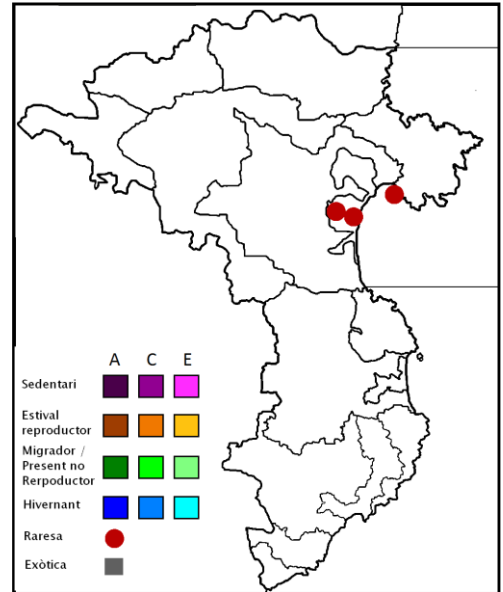 A C E
Sedentari
Estival
reproductor
Migrador /
Present no
Rerpoductor
Hivernant
Raresa
Exòtica